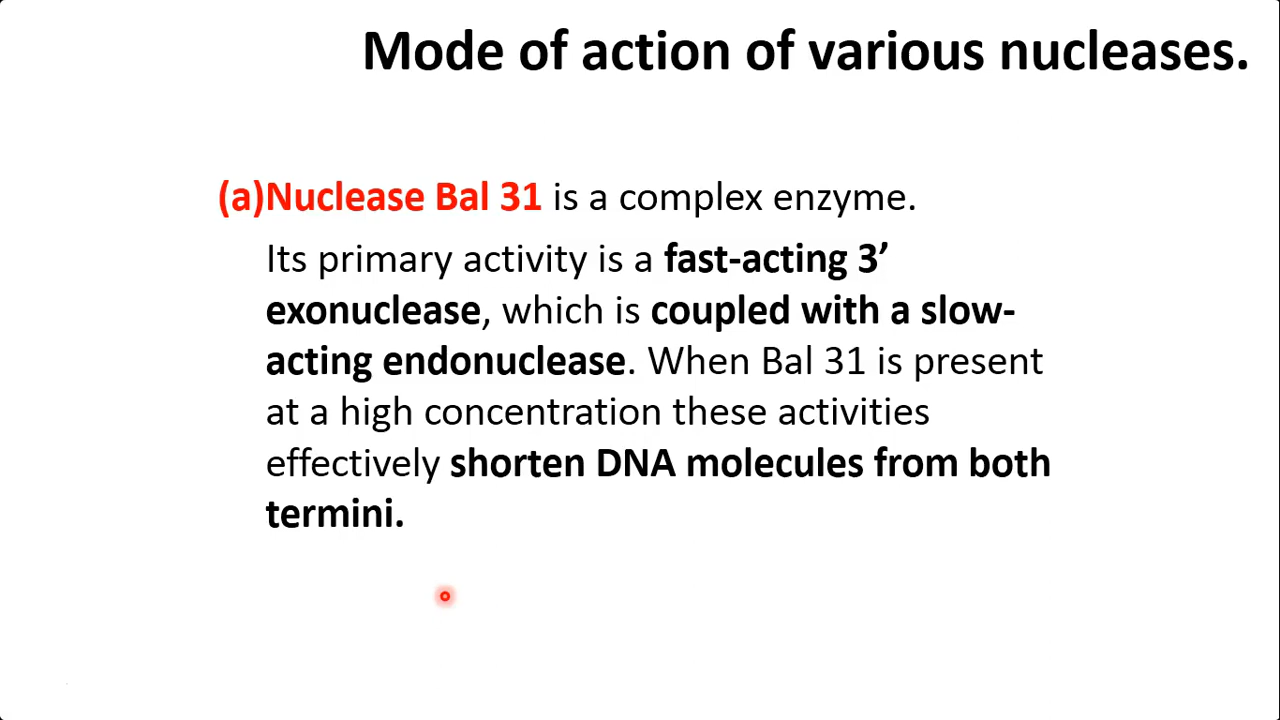 Mode of action of various nucleases.
(a)Nuclease Bal 31 is a complex enzyme.
Its primary activity is a fast-acting 3’
exonuclease, which is coupled with a slow-
acting endonuclease. When Bal 31 is present
at a high concentration these activities
effectively shorten DNA molecules from both
termini.